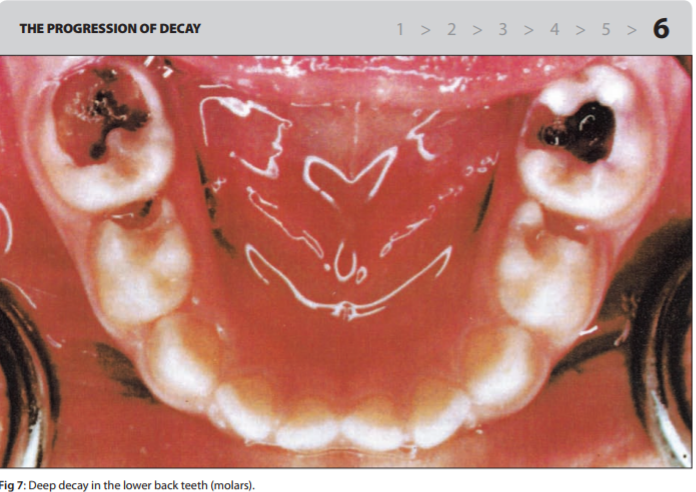 THE PROGRESSION OF DECAY 1 > 2 > 3 > 4 > 5 > 6
Fig 7: Deep decay in the lower back teeth (molars).